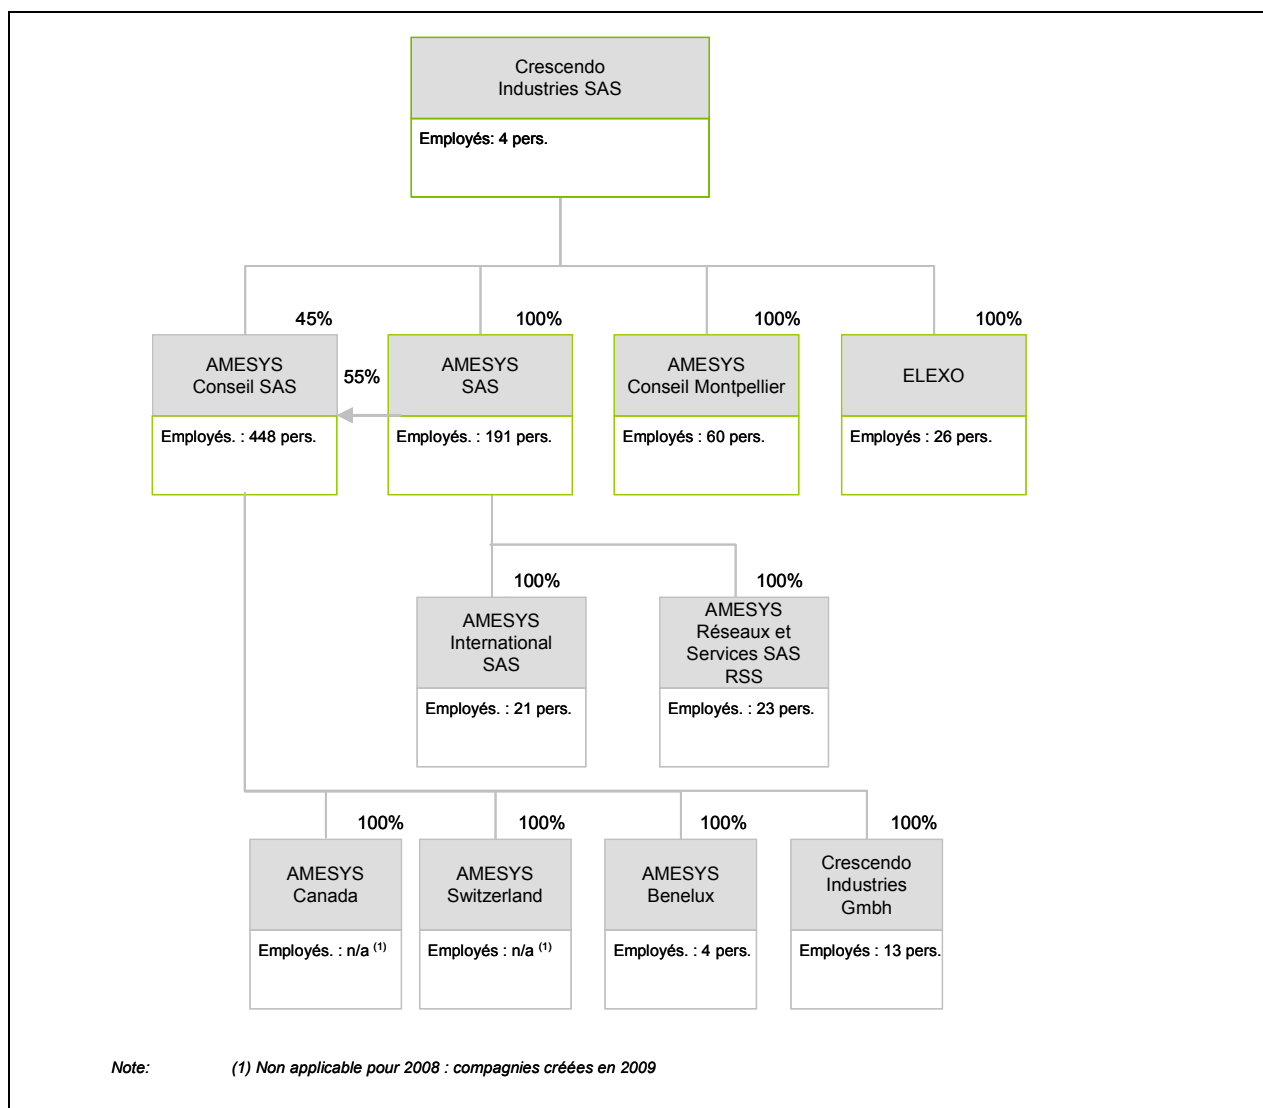 Crescendo
Industries SAS
Employés: 4 pers.
45%
100%
100%
100%
AMESYS
Conseil SAS
55%
AMESYS
SAS
AMESYS
Conseil Montpellier
ELEXO
Employés. : 448 pers.
Employés. : 191 pers.
Employés : 60 pers.
Employés : 26 pers.
100%
100%
AMESYS
International
SAS
AMESYS
Réseaux et
Services SAS
RSS
Employés. : 21 pers.
Employés. : 23 pers.
100%
100%
100%
100%
AMESYS
Canada
AMESYS
Switzerland
AMESYS
Benelux
Crescendo
Industries
Gmbh
Employés. : n/a (1)
Employés : n/a (1)
Employés. : 4 pers.
Employés : 13 pers.
Note: (1) Non applicable pour 2008 : compagnies créées en 2009